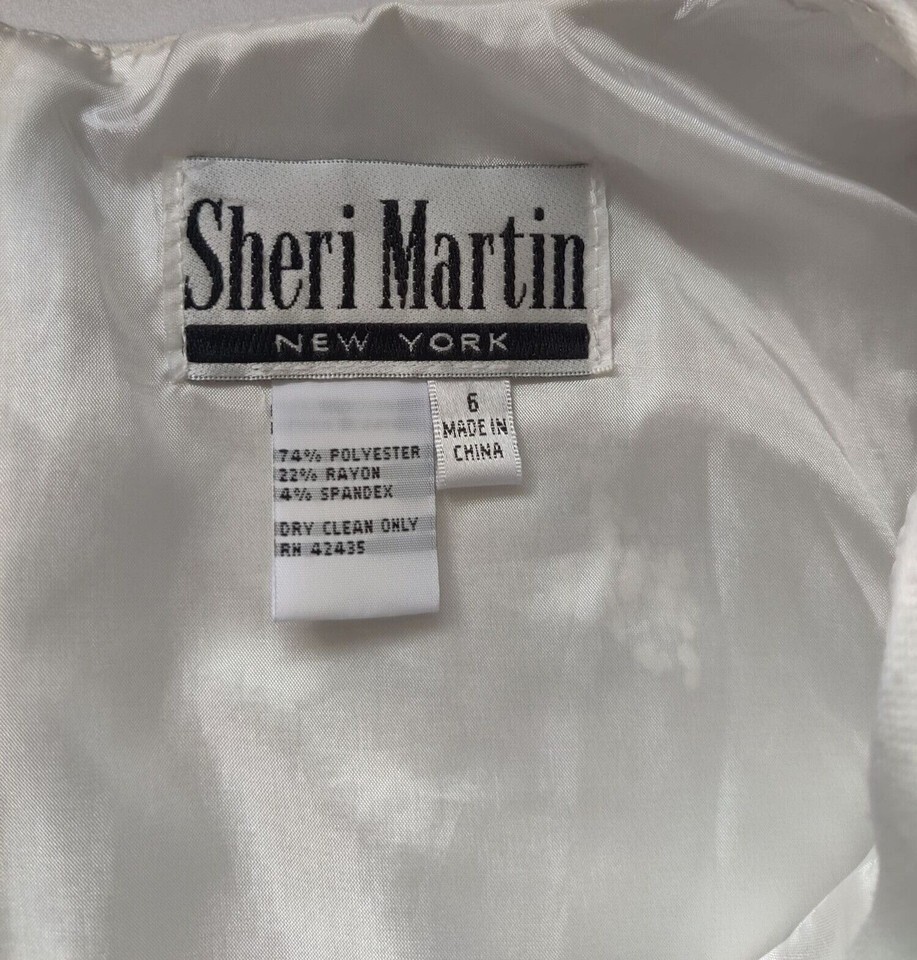 Sheri Martin
NEW YORK
6
MADE IN
CHINA
74% POLYESTER
22% RAYON
4% SPANDEX
DRY CLEAN ONLY
RN 42435